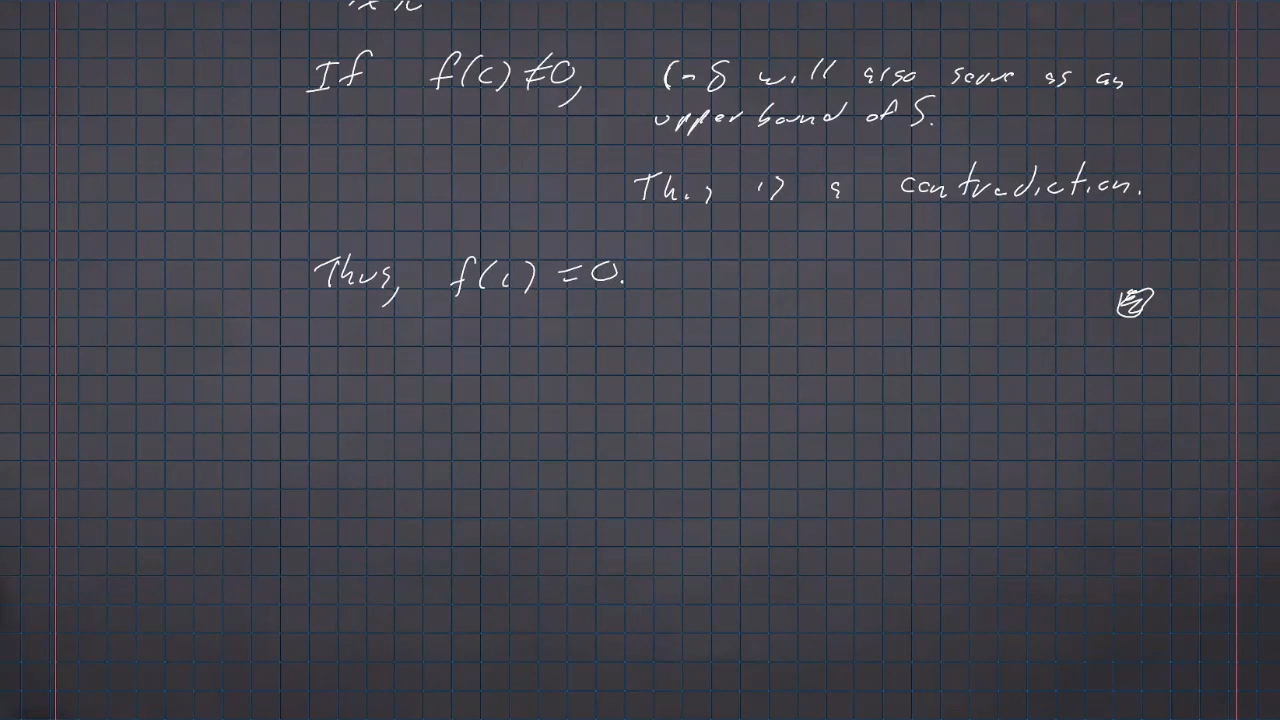 If f(c) ≠ 0, c-δ will also serve as an
upper bound of S.
This is a contradiction.
Thus, f(c) = 0.